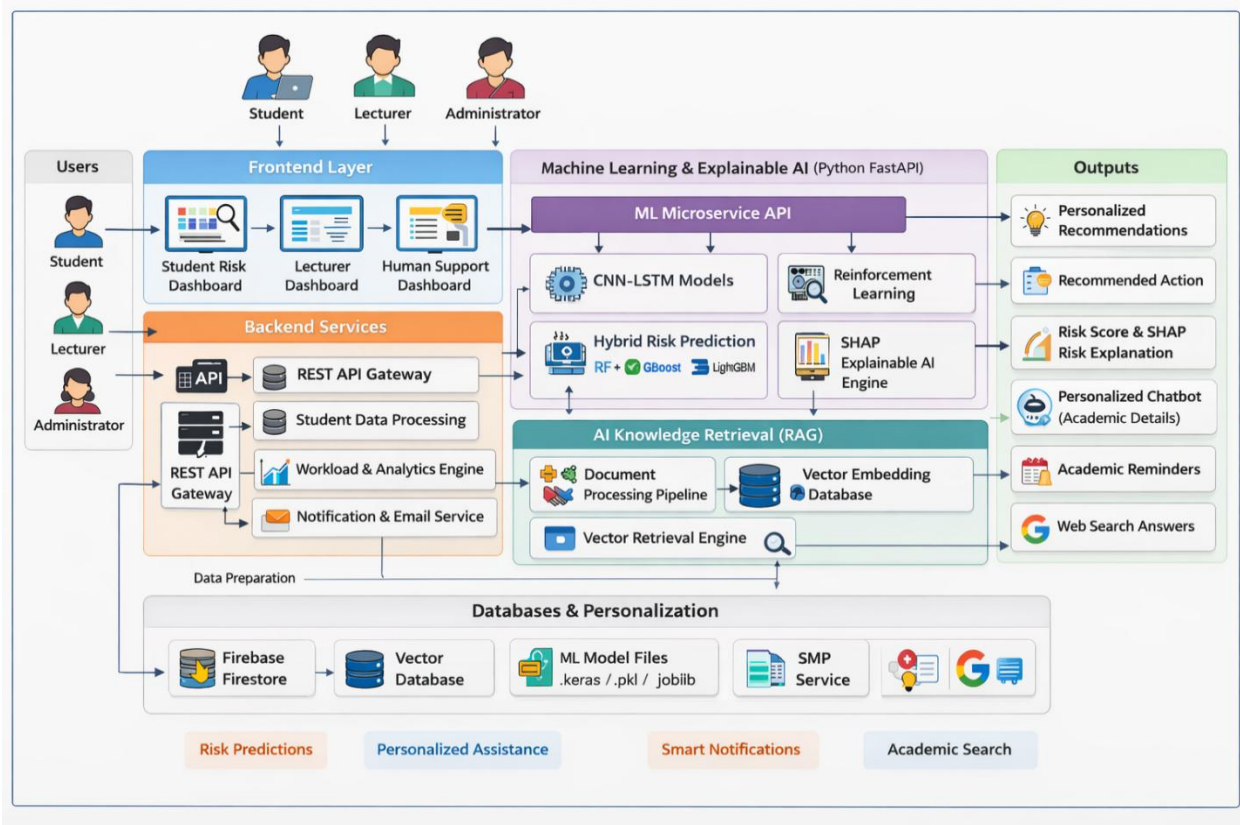 Student
Lecturer
Administrator
Users
Student
Lecturer
Administrator
Frontend Layer
Student Risk
Dashboard
Lecturer
Dashboard
Human Support
Dashboard
Backend Services
API
REST API Gateway
Student Data Processing
REST API
Gateway
Workload & Analytics Engine
Notification & Email Service
Machine Learning & Explainable AI (Python FastAPI)
ML Microservice API
CNN-LSTM Models
Reinforcement
Learning
Hybrid Risk Prediction
RF + GBoost LightGBM
SHAP
Explainable AI
Engine
AI Knowledge Retrieval (RAG)
Document
Processing Pipeline
Vector Embedding
Database
Vector Retrieval Engine
Outputs
Personalized
Recommendations
Recommended Action
Risk Score & SHAP
Risk Explanation
Personalized Chatbot
(Academic Details)
Academic Reminders
Web Search Answers
Data Preparation
Databases & Personalization
Firebase
Firestore
Vector
Database
ML Model Files
.keras / .pkl / jobiib
SMP
Service
Risk Predictions
Personalized Assistance
Smart Notifications
Academic Search